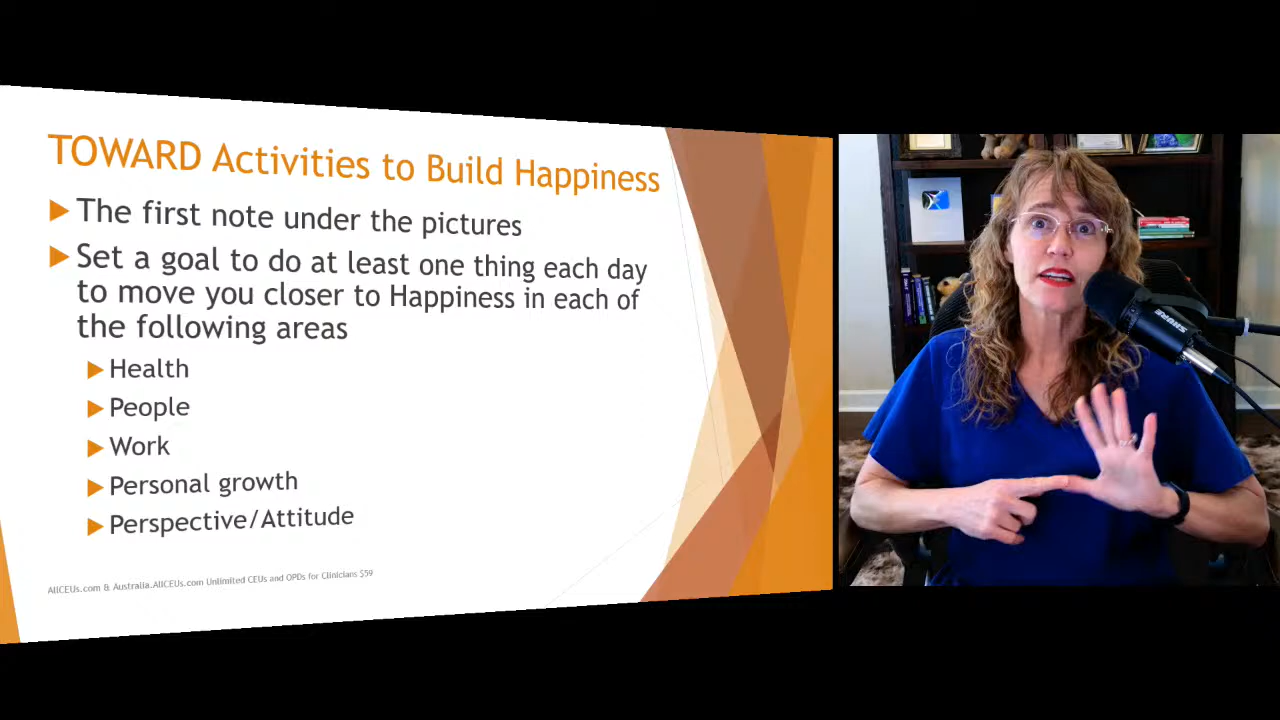 TOWARD Activities to Build Happiness
The first note under the pictures
Set a goal to do at least one thing each day
to move you closer to Happiness in each of
the following areas
Health
People
Work
Personal growth
Perspective/Attitude
AllCEUs.com & Australia.AllCEUs.com Unlimited CEUs and OPDs for Clinicians $59
SHURE